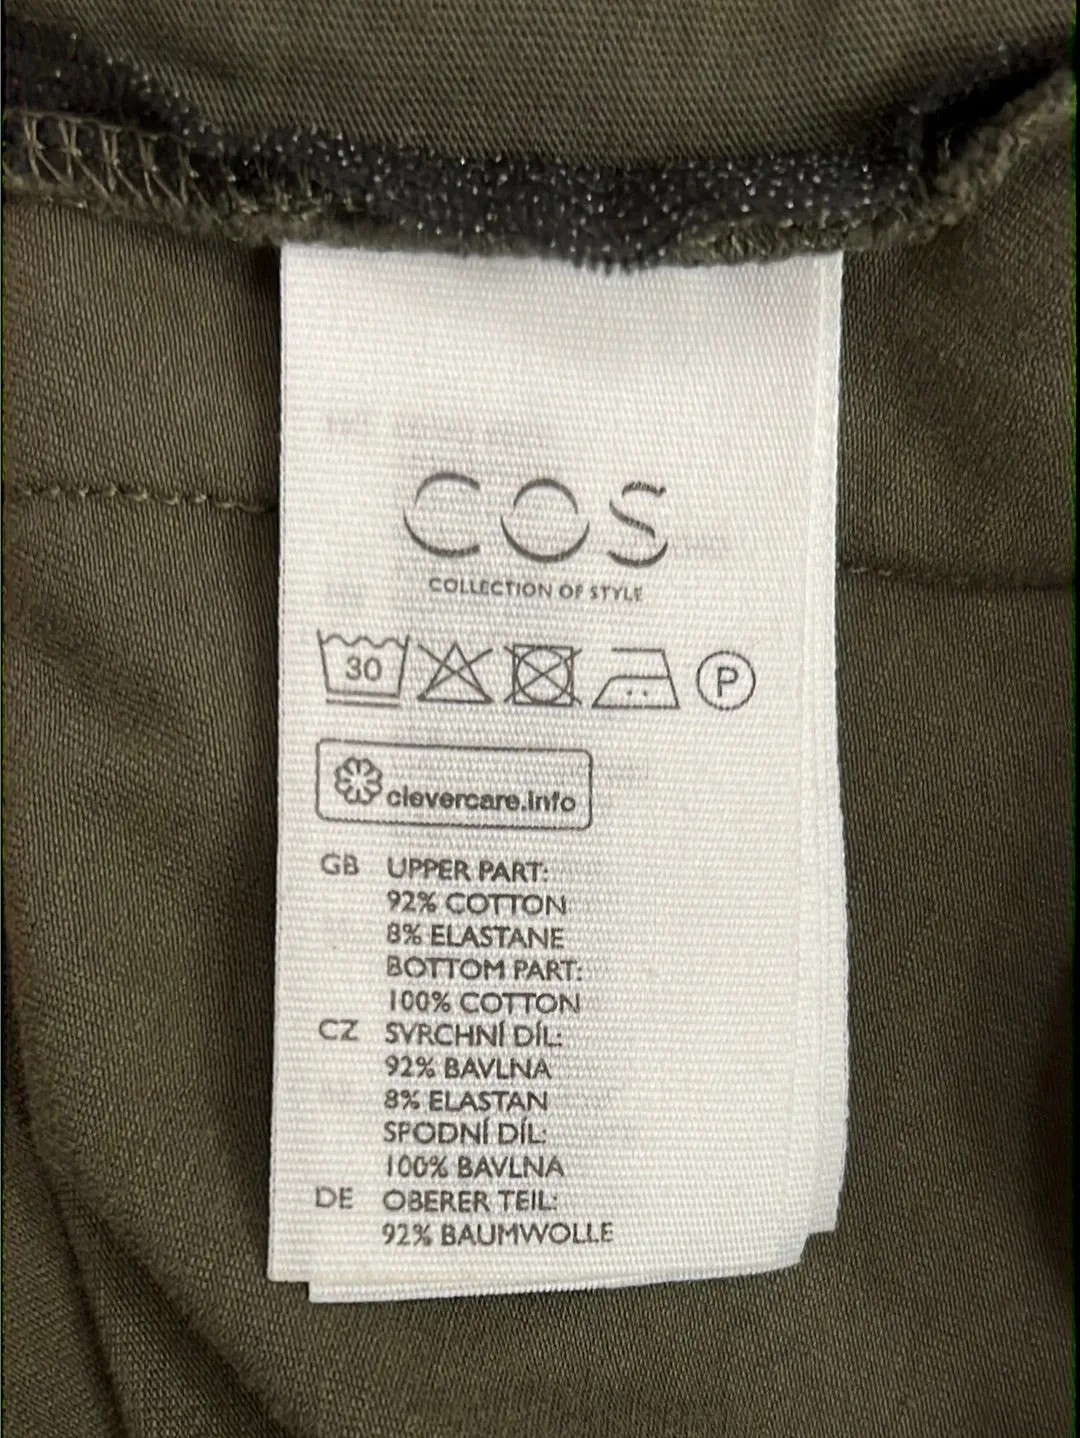 COS
COLLECTION OF STYLE
30
P
clevercare.info
GB UPPER PART:
92% COTTON
8% ELASTANE
BOTTOM PART:
100% COTTON
CZ SVRCHNÍ DÍL:
92% BAVLNA
8% ELASTAN
SPODNÍ DÍL:
100% BAVLNA
DE OBERER TEIL:
92% BAUMWOLLE